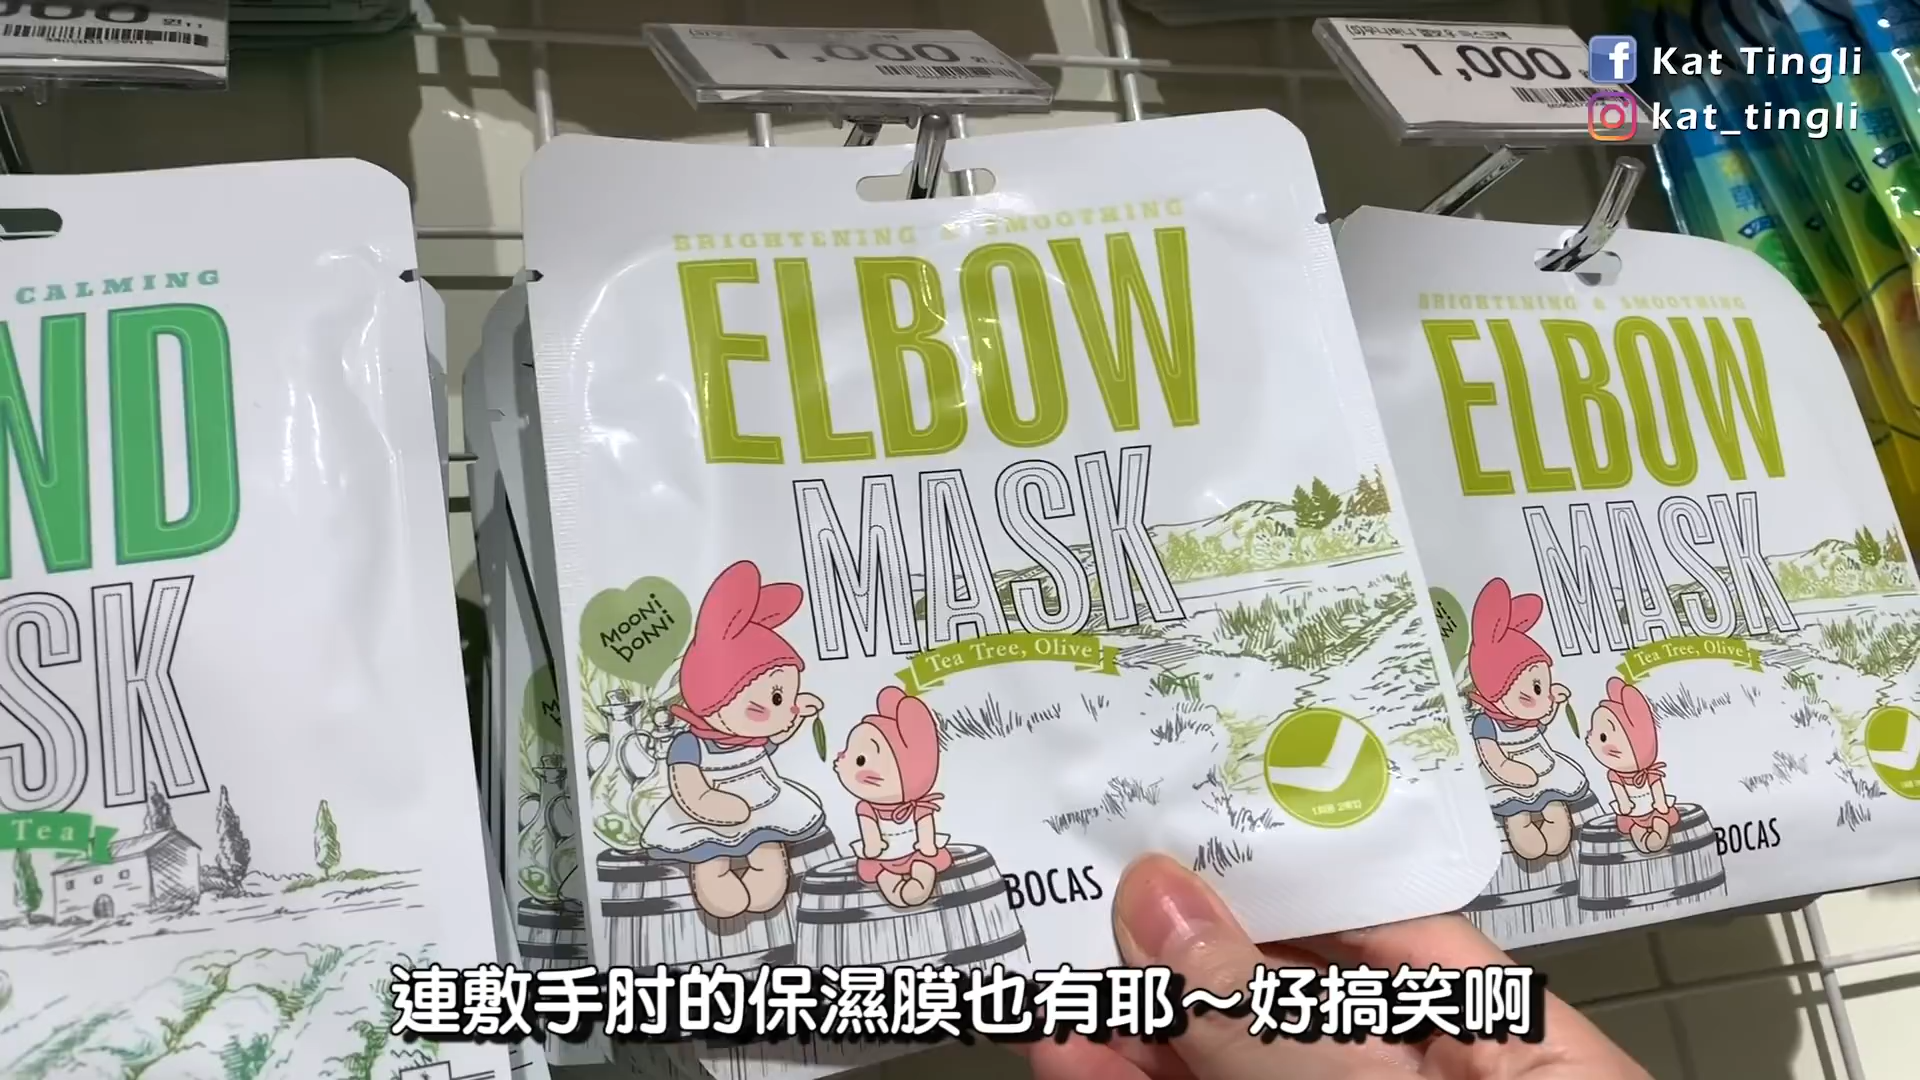 1,000
1,000
Kat Tingli
kat_tingli
CALMING
ND
SK
Tea
BRIGHTENING & SMOOTHING
ELBOW
MASK
Tea Tree, Olive
MOONi
bONNi
BOCAS
BRIGHTENING & SMOOTHING
ELBOW
MASK
Tea Tree, Olive
BOCAS
連敷手肘的保濕膜也有耶～好搞笑啊